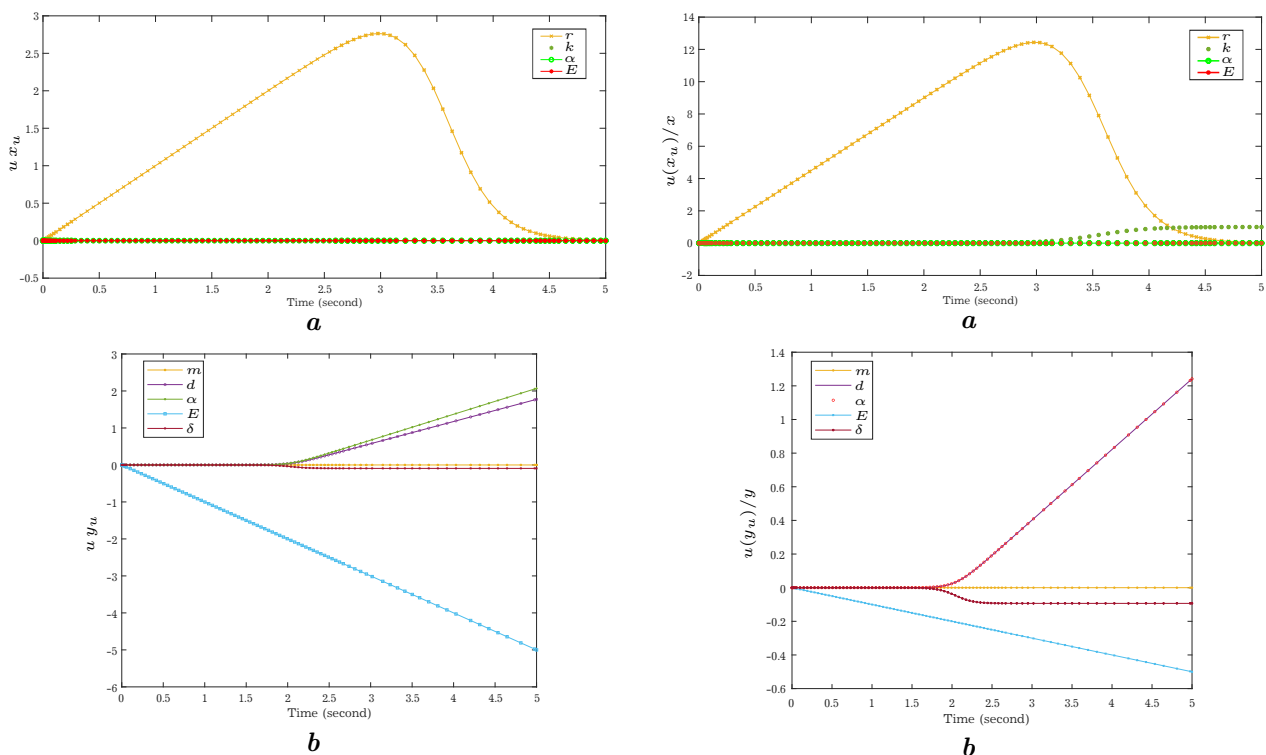 3
2.5
2
1.5
1
0.5
0
-0.5
u x_u
r
k
α
E
0 0.5 1 1.5 2 2.5 3 3.5 4 4.5 5
Time (second)
a
14
12
10
8
6
4
2
0
-2
u(x_u)/x
r
k
α
E
0 0.5 1 1.5 2 2.5 3 3.5 4 4.5 5
Time (second)
a
3
2
1
0
-1
-2
-3
-4
-5
-6
u y_u
m
d
α
E
δ
0 0.5 1 1.5 2 2.5 3 3.5 4 4.5 5
Time (second)
b
1.4
1.2
1
0.8
0.6
0.4
0.2
0
-0.2
-0.4
-0.6
u(y_u)/y
m
d
α
E
δ
0 0.5 1 1.5 2 2.5 3 3.5 4 4.5 5
Time (second)
b